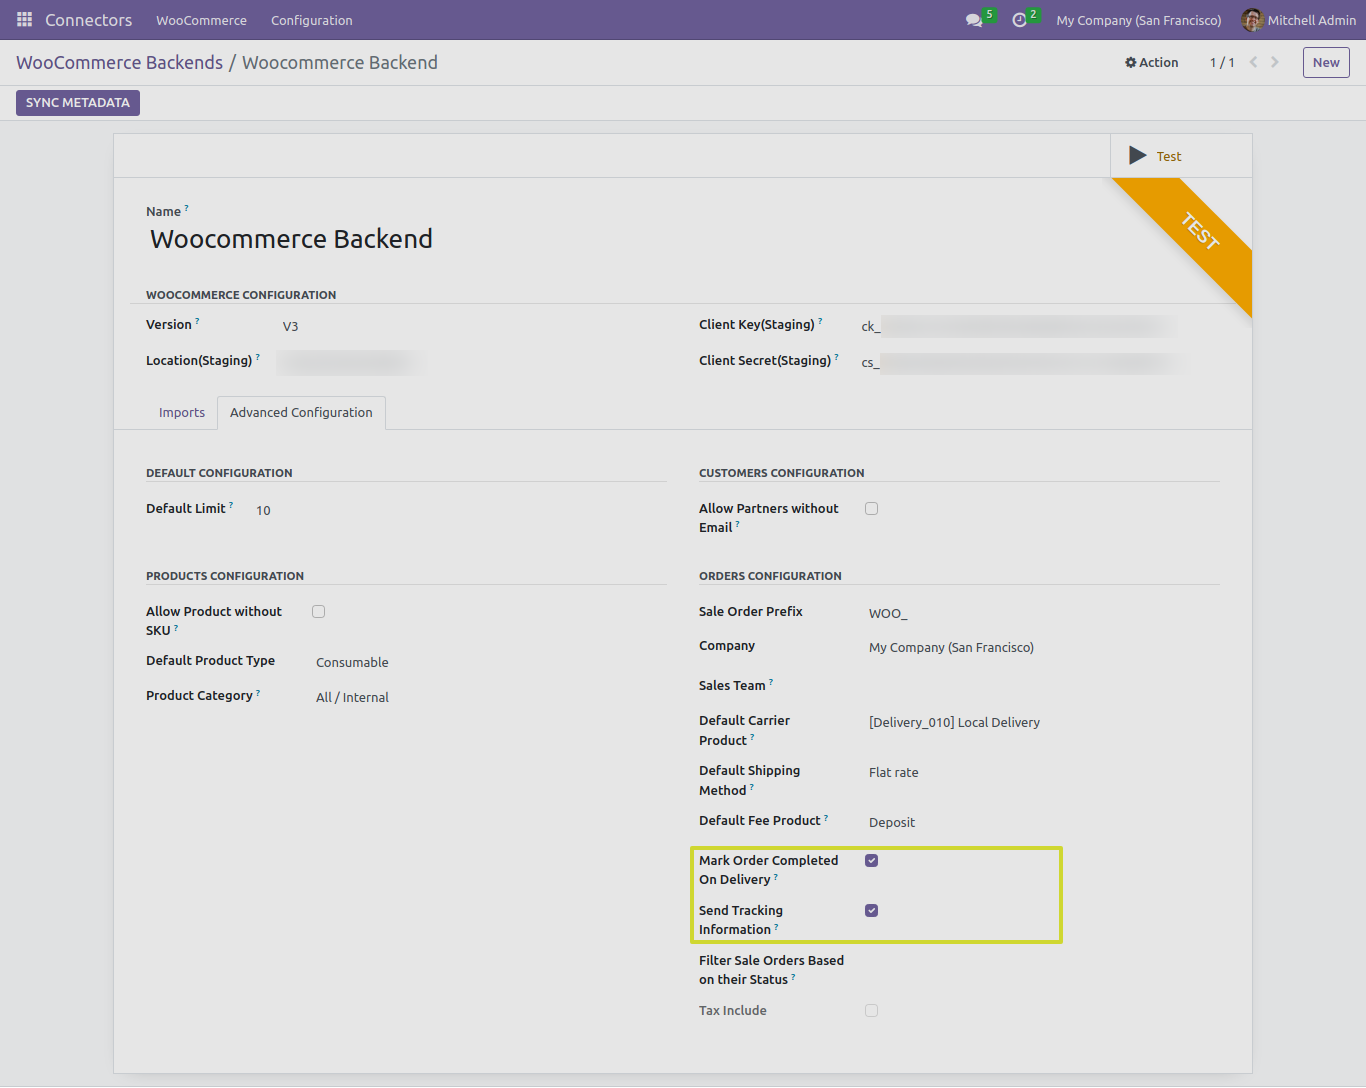 Connectors WooCommerce Configuration 5 2 My Company (San Francisco) Mitchell Admin
WooCommerce Backends / Woocommerce Backend Action 1 / 1 New
SYNC METADATA
Test
TEST
Name ?
Woocommerce Backend
WOOCOMMERCE CONFIGURATION
Version ? V3
Client Key(Staging) ? ck_
Location(Staging) ?
Client Secret(Staging) ? cs_
Imports Advanced Configuration
DEFAULT CONFIGURATION
Default Limit ? 10
CUSTOMERS CONFIGURATION
Allow Partners without
Email ?
PRODUCTS CONFIGURATION
Allow Product without
SKU ?
Default Product Type Consumable
Product Category ? All / Internal
ORDERS CONFIGURATION
Sale Order Prefix WOO_
Company My Company (San Francisco)
Sales Team ?
Default Carrier
Product ? [Delivery_010] Local Delivery
Default Shipping
Method ? Flat rate
Default Fee Product ? Deposit
Mark Order Completed
On Delivery ?
Send Tracking
Information ?
Filter Sale Orders Based
on their Status ?
Tax Include